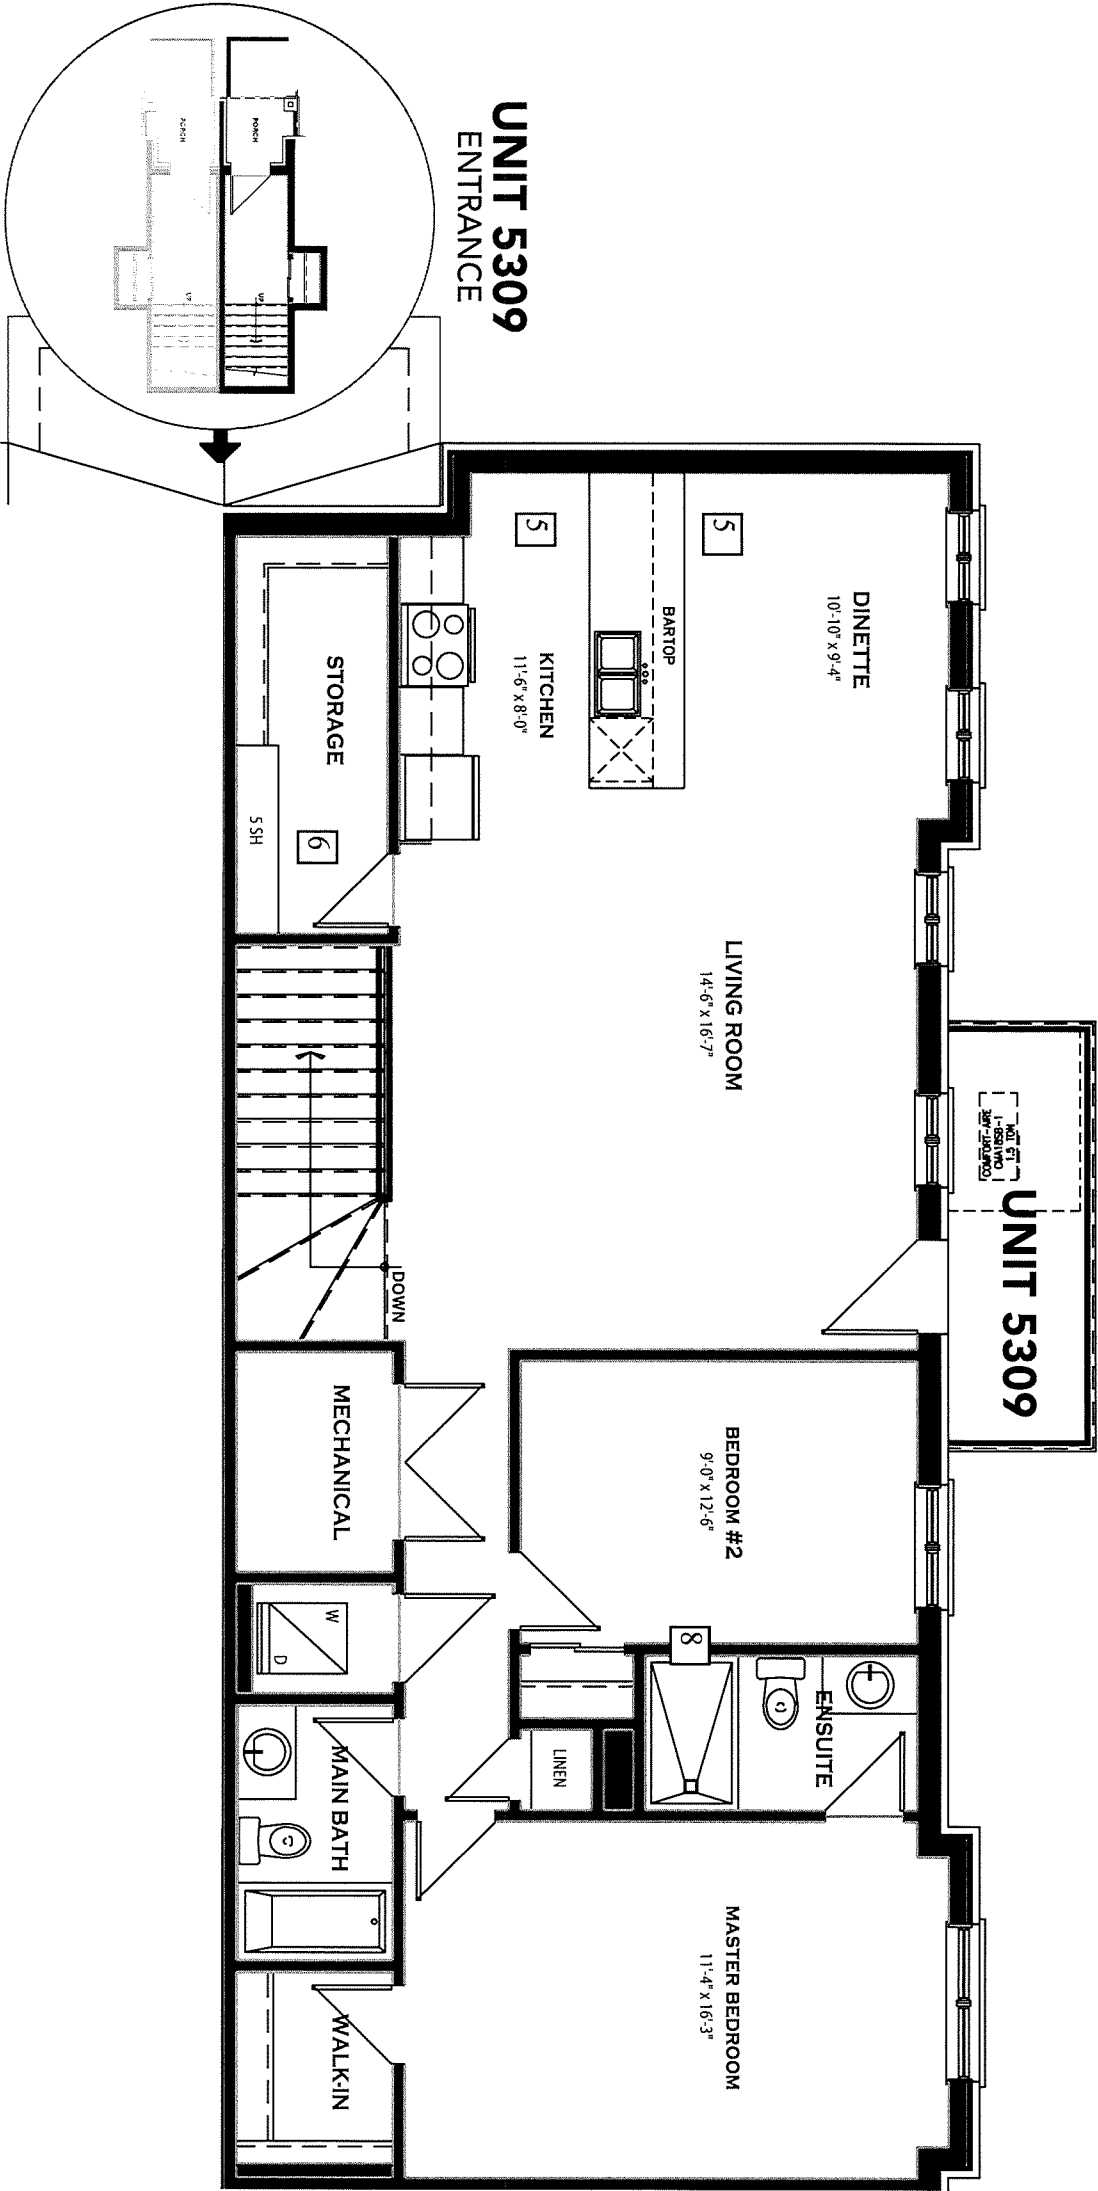 UNIT 5309
ENTRANCE
PORCH
PORCH
UP
UP
DINETTE
10'-10" x 9'-4"
5
BARTOP
5
KITCHEN
11'-6" x 8'-0"
STORAGE
6
5 SH
LIVING ROOM
14'-6" x 16'-7"
UNIT 5309
DOWN
MECHANICAL
BEDROOM #2
9'-0" x 12'-6"
8
W
D
ENSUITE
LINEN
MAIN BATH
MASTER BEDROOM
11'-4" x 16'-3"
WALK-IN